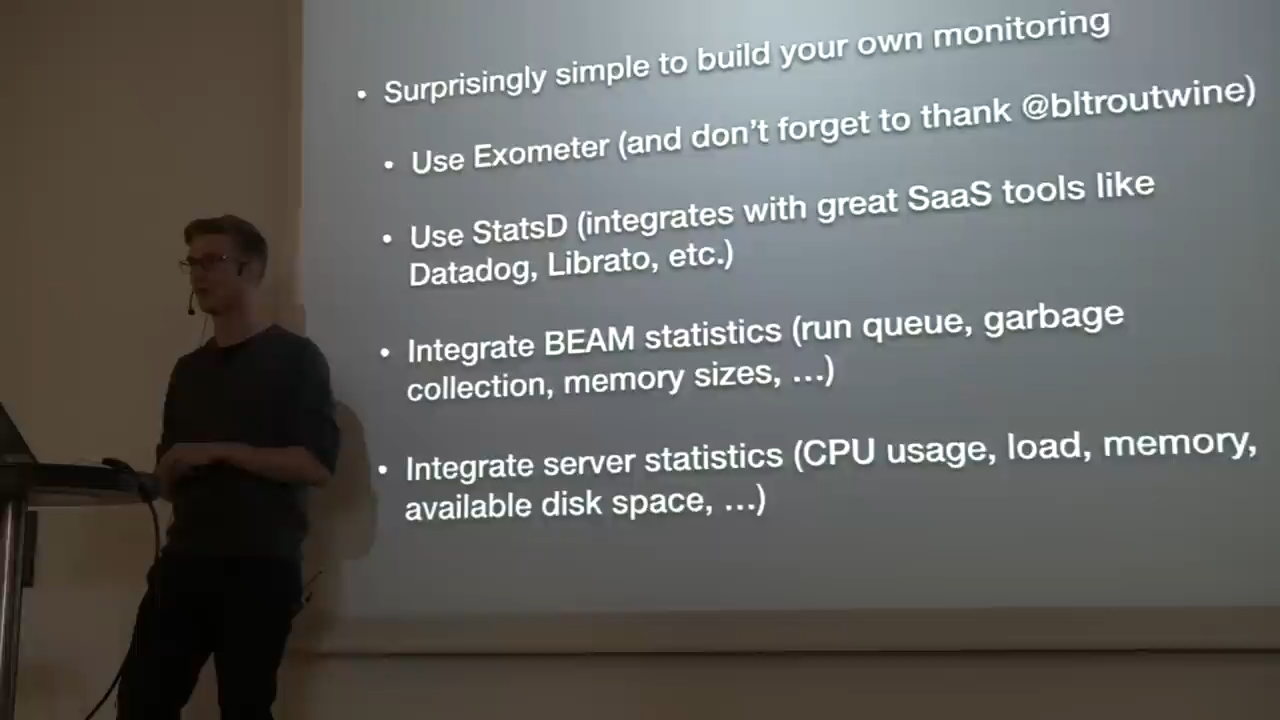 • Surprisingly simple to build your own monitoring
• Use Exometer (and don't forget to thank @bltroutwine)
• Use StatsD (integrates with great SaaS tools like
Datadog, Librato, etc.)
• Integrate BEAM statistics (run queue, garbage
collection, memory sizes, …)
• Integrate server statistics (CPU usage, load, memory,
available disk space, …)